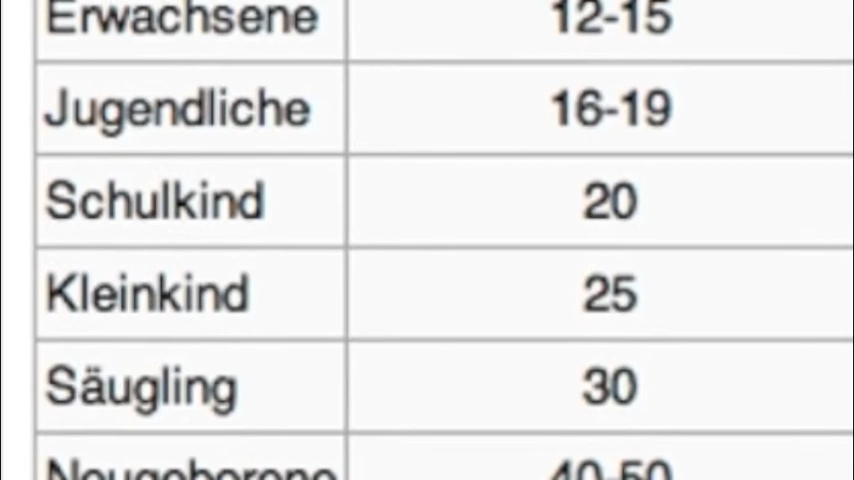 Erwachsene 12-15
Jugendliche 16-19
Schulkind 20
Kleinkind 25
Säugling 30
Neugeborene 40-50